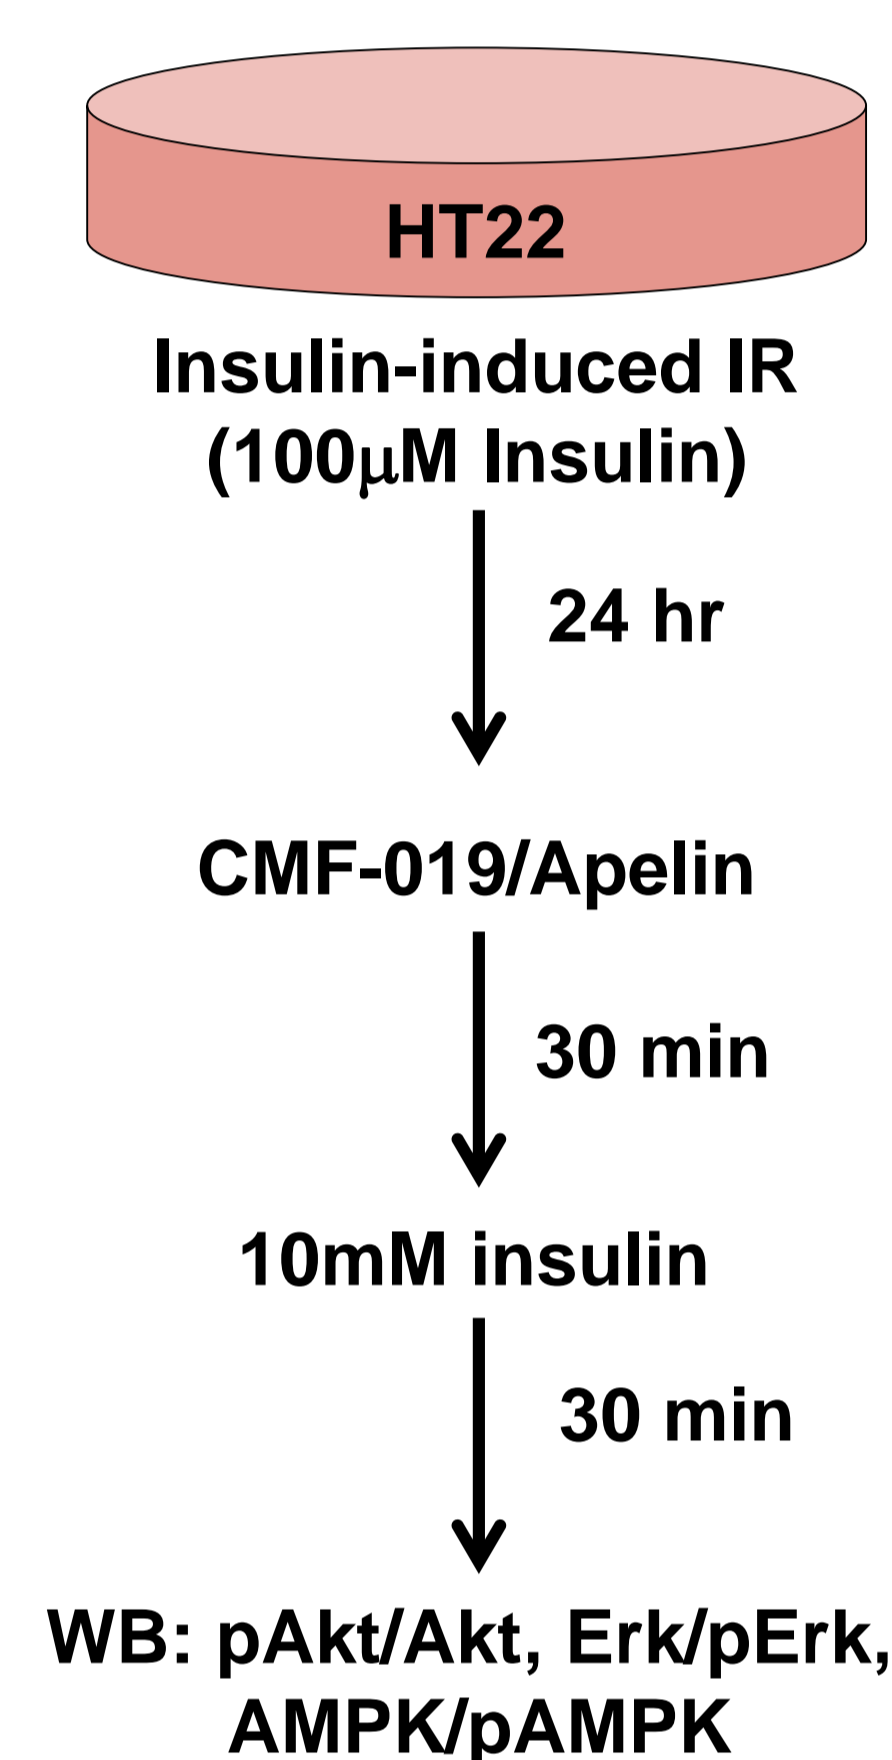 HT22
Insulin-induced IR
(100μM Insulin)
24 hr
CMF-019/Apelin
30 min
10mM insulin
30 min
WB: pAkt/Akt, Erk/pErk,
AMPK/pAMPK